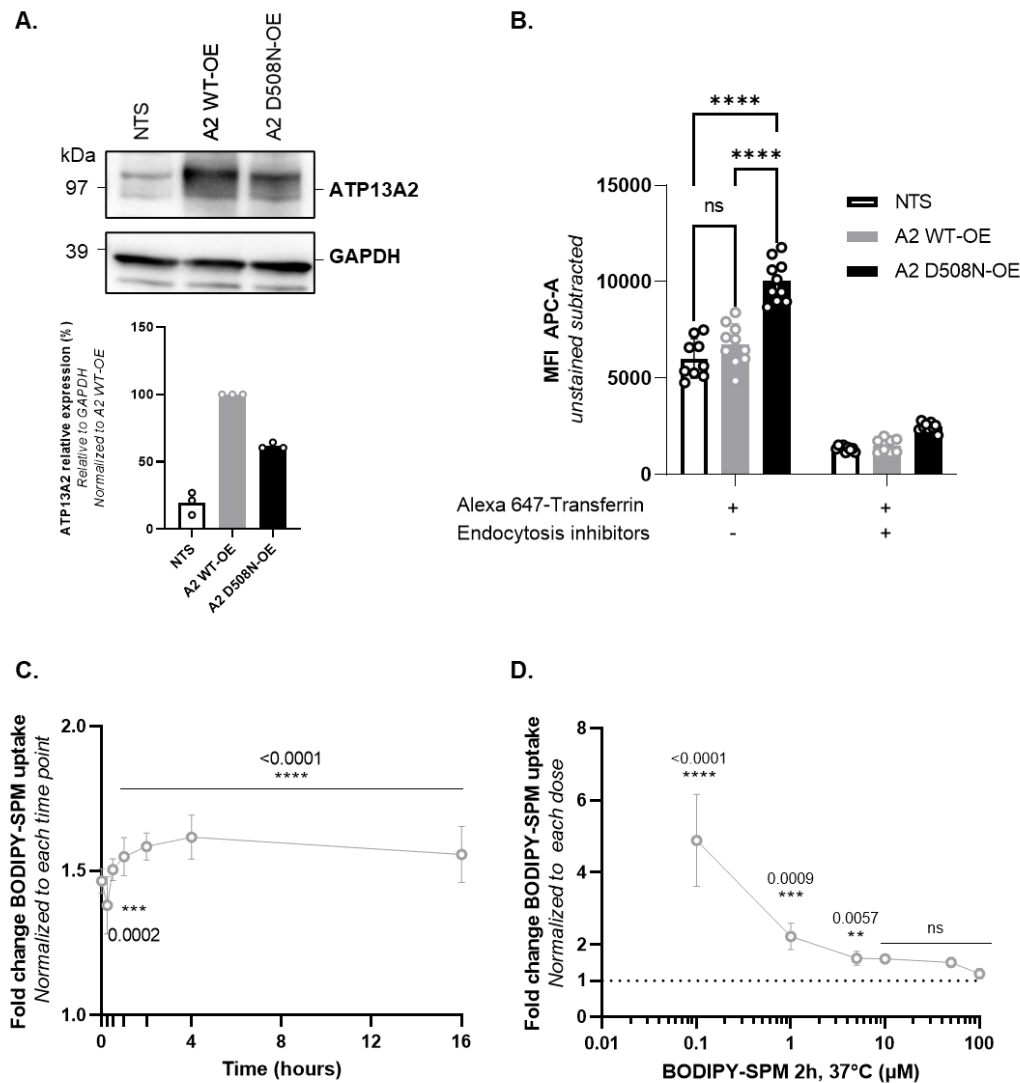 A.
NTS
A2 WT-OE
A2 D508N-OE
kDa
97
ATP13A2
39
GAPDH
ATP13A2 relative expression (%)
Relative to GAPDH
Normalized to A2 WT-OE
150
100
50
0
NTS
A2 WT-OE
A2 D508N-OE
B.
****
****
ns
MFI APC-A
unstained subtracted
15000
10000
5000
0
NTS
A2 WT-OE
A2 D508N-OE
Alexa 647-Transferrin + +
Endocytosis inhibitors - +
C.
Fold change BODIPY-SPM uptake
Normalized to each time point
2.0
1.5
1.0
<0.0001
****
***
0.0002
0 4 8 12 16
Time (hours)
D.
Fold change BODIPY-SPM uptake
Normalized to each dose
8
6
4
2
1
0
<0.0001
****
0.0009
***
0.0057
**
ns
0.01 0.1 1 10 100
BODIPY-SPM 2h, 37°C (µM)